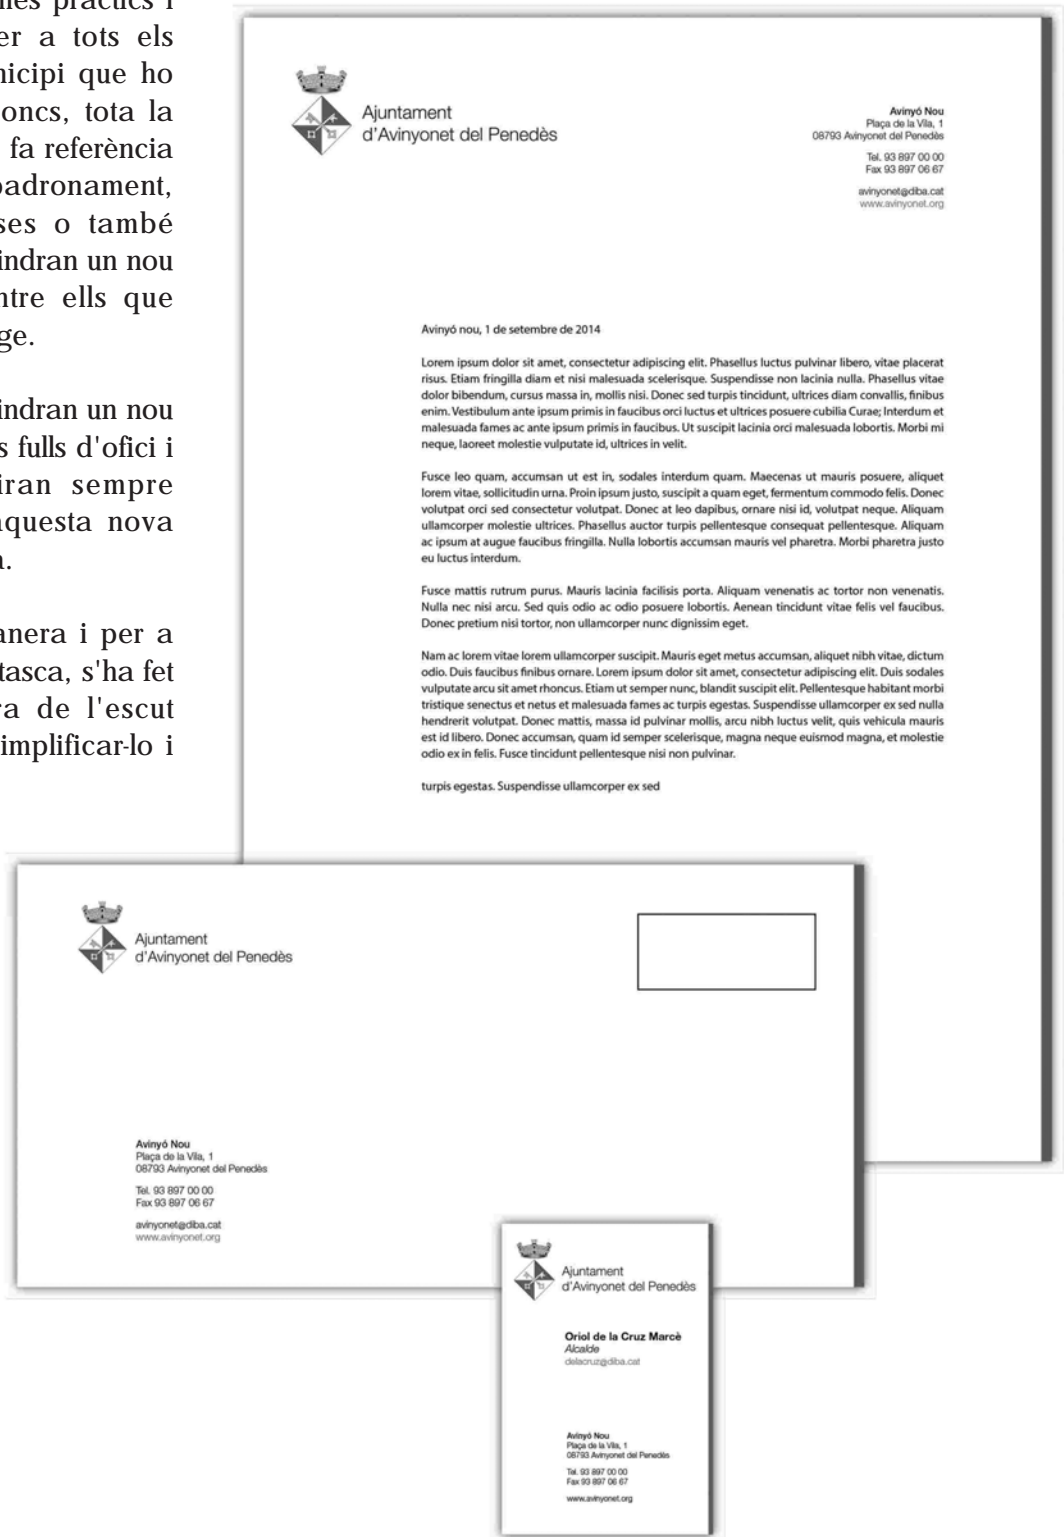 més pràctics i
er a tots els
nicipi que ho
oncs, tota la
fa referència
padronament,
ses o també
indran un nou
ntre ells que
ge.
indran un nou
s fulls d'ofici i
iran sempre
aquesta nova
anera i per a
tasca, s'ha fet
ra de l'escut
implificar-lo i
Ajuntament
d'Avinyonet del Penedès
Avinyó Nou
Plaça de la Vila, 1
08793 Avinyonet del Penedès
Tel. 93 897 00 00
Fax 93 897 06 67
avinyonet@diba.cat
www.avinyonet.org
Avinyó nou, 1 de setembre de 2014
Lorem ipsum dolor sit amet, consectetur adipiscing elit. Phasellus luctus pulvinar libero, vitae placerat
risus. Etiam fringilla diam et nisi malesuada scelerisque. Suspendisse non lacinia nulla. Phasellus vitae
dolor bibendum, cursus massa in, mollis nisi. Donec sed turpis tincidunt, ultrices diam convallis, finibus
enim. Vestibulum ante ipsum primis in faucibus orci luctus et ultrices posuere cubilia Curae; Interdum et
malesuada fames ac ante ipsum primis in faucibus. Ut suscipit lacinia orci malesuada lobortis. Morbi mi
neque, laoreet molestie vulputate id, ultrices in velit.
Fusce leo quam, accumsan ut est in, sodales interdum quam. Maecenas ut mauris posuere, aliquet
lorem vitae, sollicitudin urna. Proin ipsum justo, suscipit a quam eget, fermentum commodo felis. Donec
volutpat orci sed consectetur volutpat. Donec at leo dapibus, ornare nisi id, volutpat neque. Aliquam
ullamcorper molestie ultrices. Phasellus auctor turpis pellentesque consequat pellentesque. Aliquam
ac ipsum at augue faucibus fringilla. Nulla lobortis accumsan mauris vel pharetra. Morbi pharetra justo
eu luctus interdum.
Fusce mattis rutrum purus. Mauris lacinia facilisis porta. Aliquam venenatis ac tortor non venenatis.
Nulla nec nisi arcu. Sed quis odio ac odio posuere lobortis. Aenean tincidunt vitae felis vel faucibus.
Donec pretium nisi tortor, non ullamcorper nunc dignissim eget.
Nam ac lorem vitae lorem ullamcorper suscipit. Mauris eget metus accumsan, aliquet nibh vitae, dictum
odio. Duis faucibus finibus ornare. Lorem ipsum dolor sit amet, consectetur adipiscing elit. Duis sodales
vulputate arcu sit amet rhoncus. Etiam ut semper nunc, blandit suscipit elit. Pellentesque habitant morbi
tristique senectus et netus et malesuada fames ac turpis egestas. Suspendisse ullamcorper ex sed nulla
hendrerit volutpat. Donec mattis, massa id pulvinar mollis, arcu nibh luctus velit, quis vehicula mauris
est id libero. Donec accumsan, quam id semper scelerisque, magna neque euismod magna, et molestie
odio ex in felis. Fusce tincidunt pellentesque nisi non pulvinar.
turpis egestas. Suspendisse ullamcorper ex sed
Ajuntament
d'Avinyonet del Penedès
Avinyó Nou
Plaça de la Vila, 1
08793 Avinyonet del Penedès
Tel. 93 897 00 00
Fax 93 897 06 67
avinyonet@diba.cat
www.avinyonet.org
Ajuntament
d'Avinyonet del Penedès
Oriol de la Cruz Marcè
Alcalde
delacruz@diba.cat
Avinyó Nou
Plaça de la Vila, 1
08793 Avinyonet del Penedès
Tel. 93 897 00 00
Fax 93 897 06 67
www.avinyonet.org